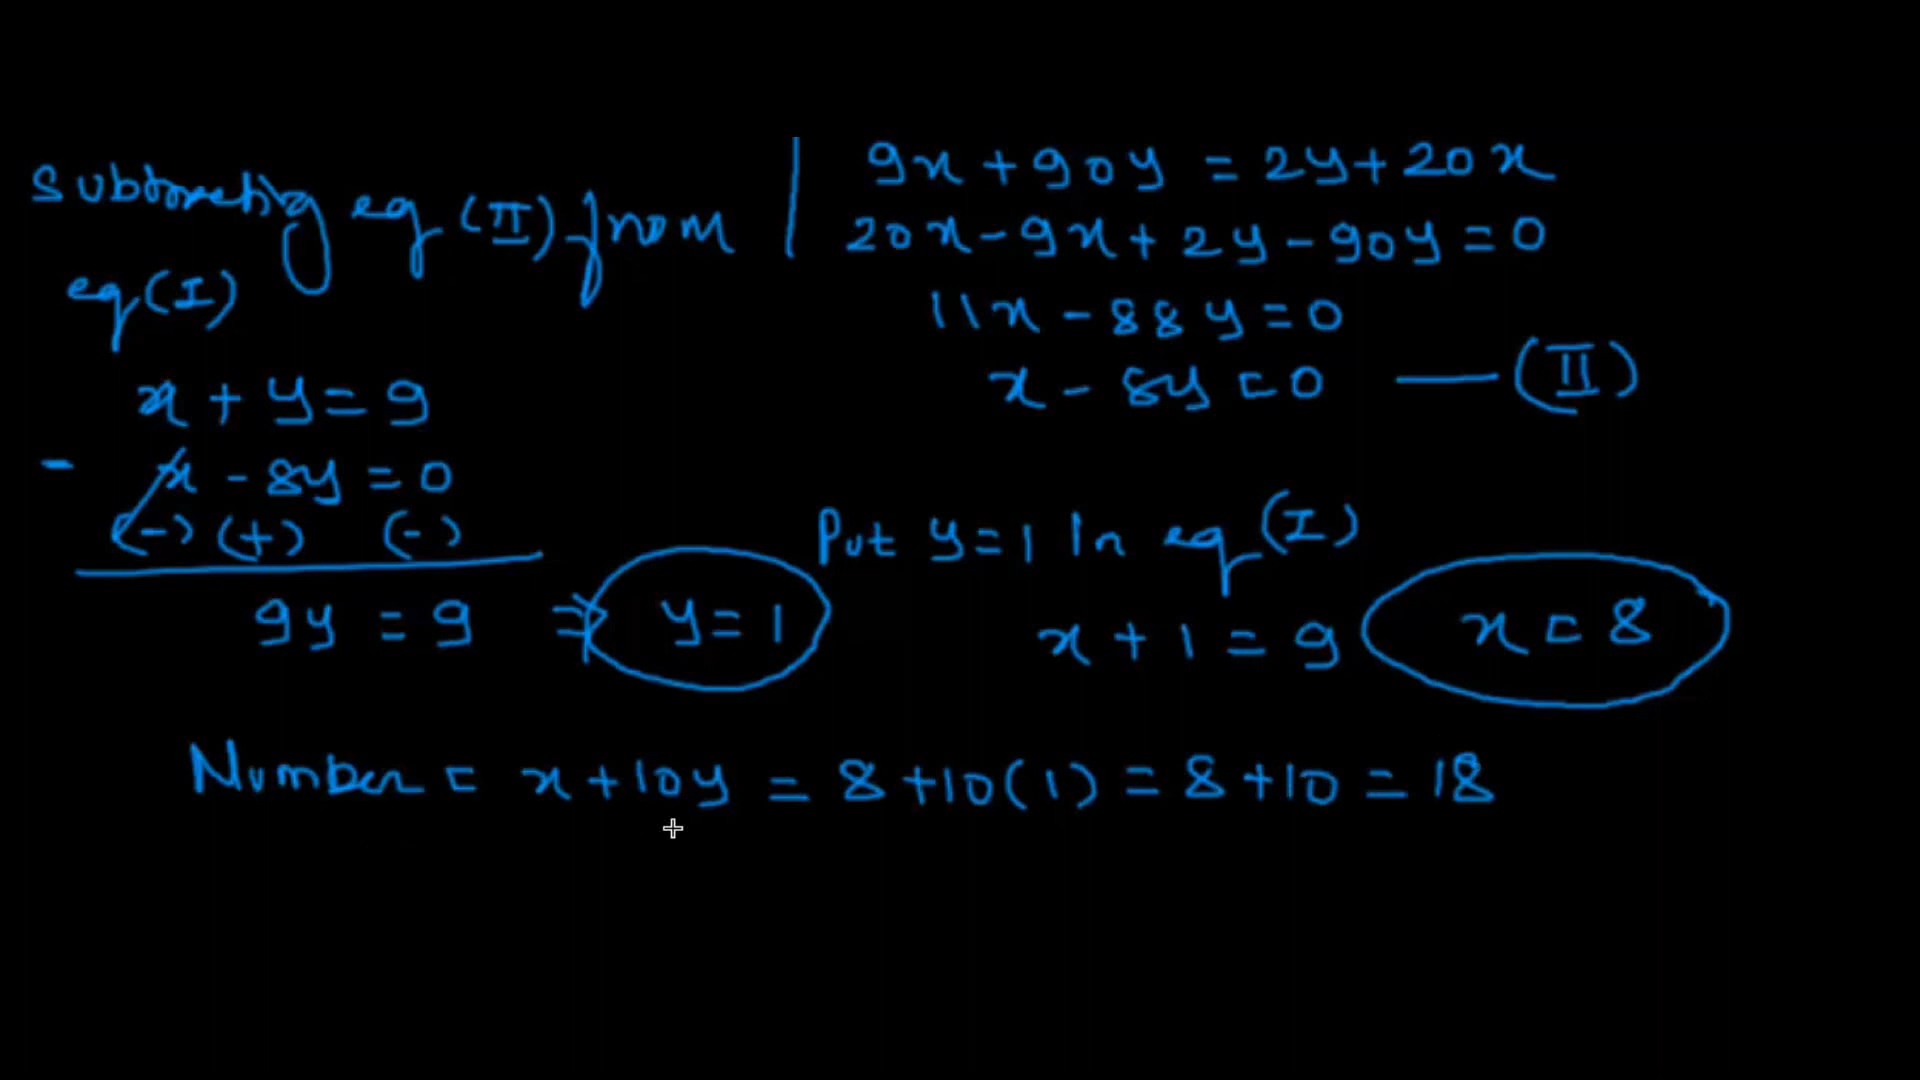 9x + 90y = 2y + 20x
20x - 9x + 2y - 90y = 0
11x - 88y = 0
x - 8y = 0 — (II)
Subtracting eq (II) from
eq (I)
x + y = 9
- x - 8y = 0
(-) (+) (-)
9y = 9 ⇒ y = 1
Put y = 1 in eq (I)
x + 1 = 9 x = 8
Number = x + 10y = 8 + 10(1) = 8 + 10 = 18